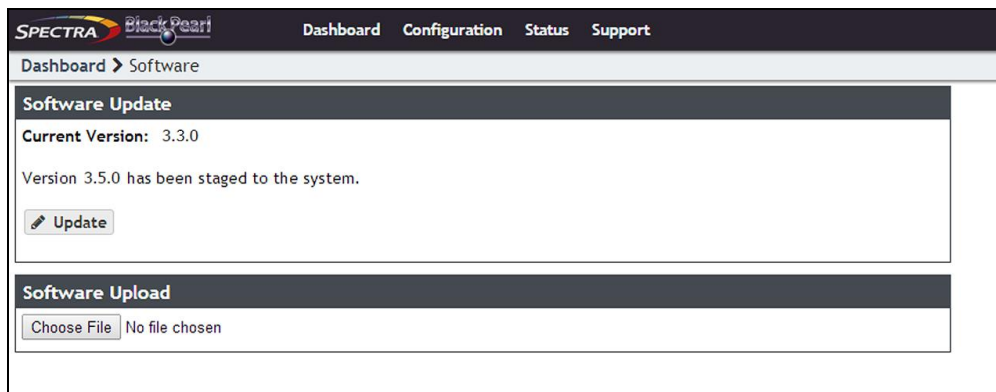 SPECTRA BlackPearl Dashboard Configuration Status Support
Dashboard > Software
Software Update
Current Version: 3.3.0
Version 3.5.0 has been staged to the system.
Update
Software Upload
Choose File No file chosen